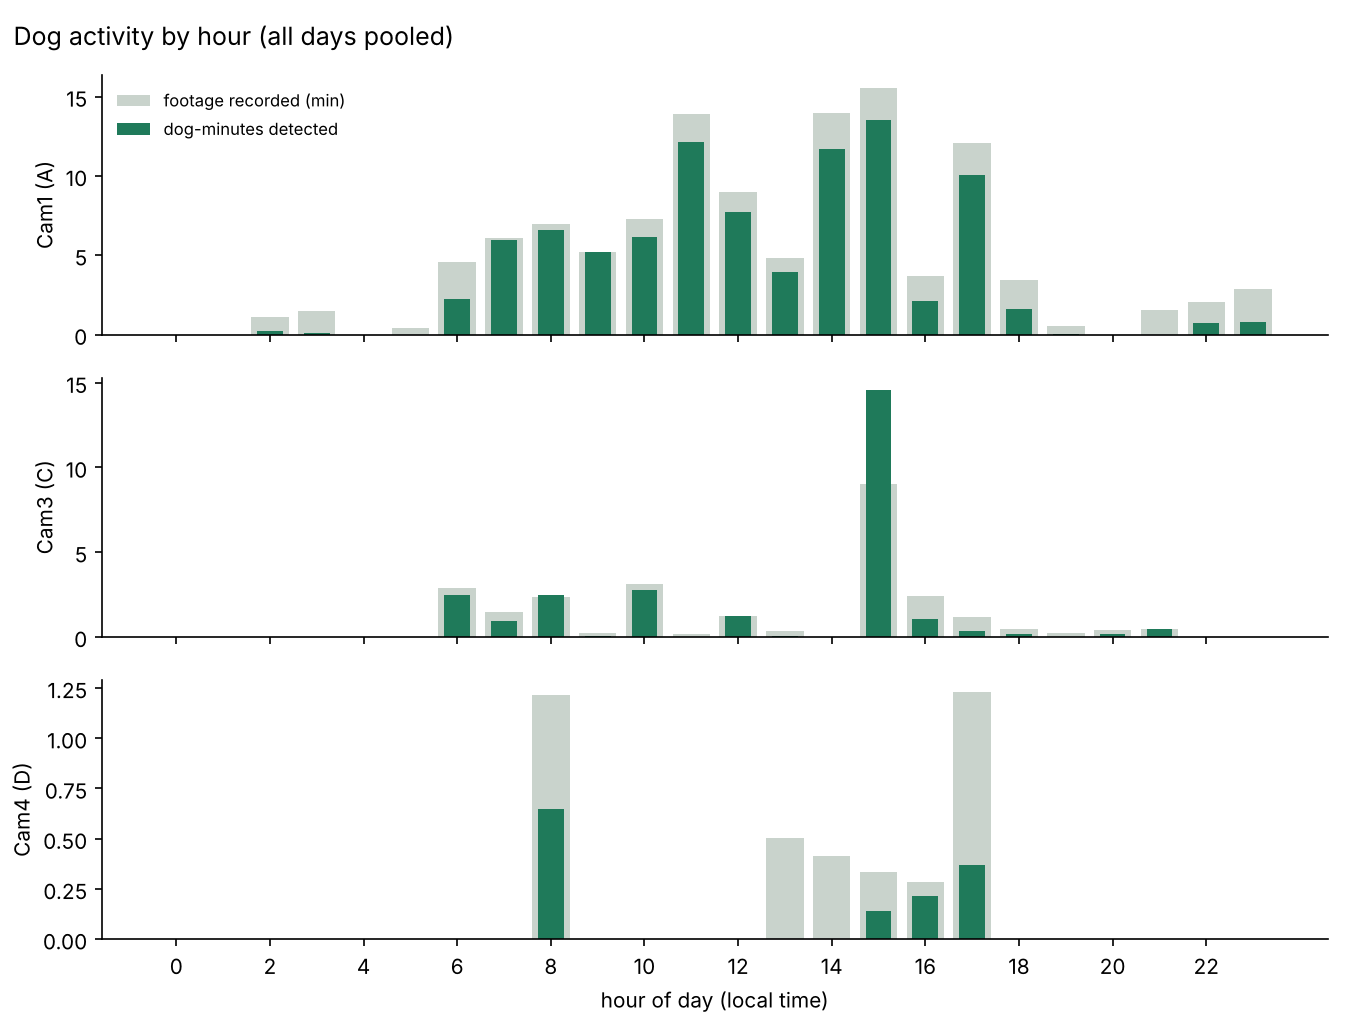 Dog activity by hour (all days pooled)
footage recorded (min)
dog-minutes detected
15
10
5
0
Cam1 (A)
15
10
5
0
Cam3 (C)
1.25
1.00
0.75
0.50
0.25
0.00
Cam4 (D)
0 2 4 6 8 10 12 14 16 18 20 22
hour of day (local time)